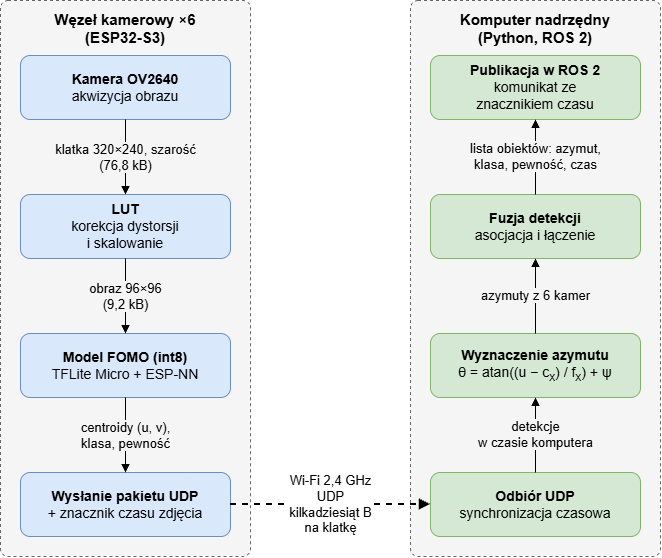 Węzeł kamerowy ×6
(ESP32-S3)
Kamera OV2640
akwizycja obrazu
klatka 320×240, szarość
(76,8 kB)
LUT
korekcja dystorsji
i skalowanie
obraz 96×96
(9,2 kB)
Model FOMO (int8)
TFLite Micro + ESP-NN
centroidy (u, v),
klasa, pewność
Wysłanie pakietu UDP
+ znacznik czasu zdjęcia
Wi-Fi 2,4 GHz
UDP
kilkadziesiąt B
na klatkę
Komputer nadrzędny
(Python, ROS 2)
Publikacja w ROS 2
komunikat ze
znacznikiem czasu
lista obiektów: azymut,
klasa, pewność, czas
Fuzja detekcji
asocjacja i łączenie
azymuty z 6 kamer
Wyznaczenie azymutu
θ = atan((u − cₓ) / fₓ) + ψ
detekcje
w czasie komputera
Odbiór UDP
synchronizacja czasowa